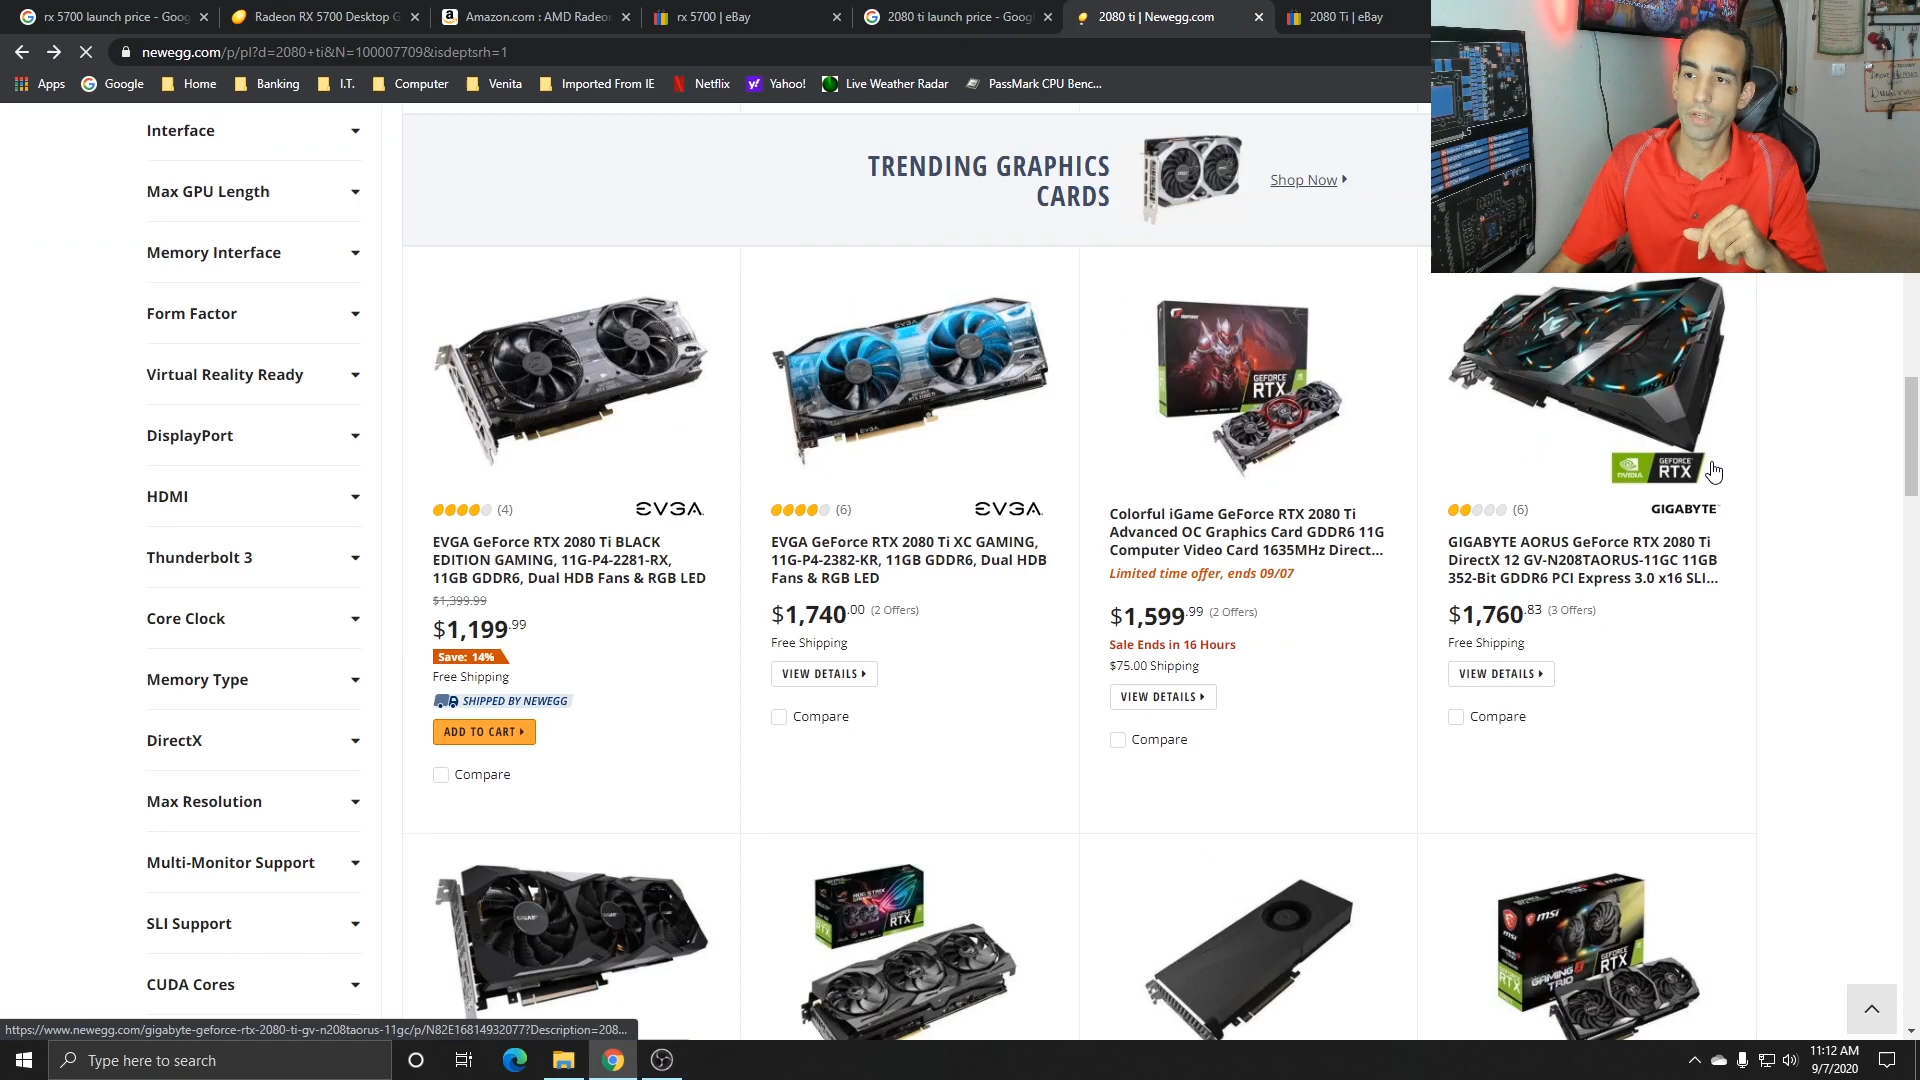 rx 5700 launch price - Goog
Radeon RX 5700 Desktop G
Amazon.com : AMD Radeo
rx 5700 | eBay
2080 ti launch price - Googl
2080 ti | Newegg.com
2080 Ti | eBay
newegg.com/p/pl?d=2080+ti&N=100007709&isdeptsrh=1
Apps
Google
Home
Banking
I.T.
Computer
Venita
Imported From IE
Netflix
Yahoo!
Live Weather Radar
PassMark CPU Benc...
Interface
Max GPU Length
Memory Interface
Form Factor
Virtual Reality Ready
DisplayPort
HDMI
Thunderbolt 3
Core Clock
Memory Type
DirectX
Max Resolution
Multi-Monitor Support
SLI Support
CUDA Cores
TRENDING GRAPHICS
CARDS
Shop Now
(4)
EVGA
EVGA GeForce RTX 2080 Ti BLACK
EDITION GAMING, 11G-P4-2281-RX,
11GB GDDR6, Dual HDB Fans & RGB LED
$1,399.99
$1,199.99
Save: 14%
Free Shipping
SHIPPED BY NEWEGG
ADD TO CART
Compare
(6)
EVGA
EVGA GeForce RTX 2080 Ti XC GAMING,
11G-P4-2382-KR, 11GB GDDR6, Dual HDB
Fans & RGB LED
$1,740.00 (2 Offers)
Free Shipping
VIEW DETAILS
Compare
GEFORCE
RTX
Colorful iGame GeForce RTX 2080 Ti
Advanced OC Graphics Card GDDR6 11G
Computer Video Card 1635MHz Direct...
Limited time offer, ends 09/07
$1,599.99 (2 Offers)
Sale Ends in 16 Hours
$75.00 Shipping
VIEW DETAILS
Compare
NVIDIA
GEFORCE
RTX
(6)
GIGABYTE
GIGABYTE AORUS GeForce RTX 2080 Ti
DirectX 12 GV-N208TAORUS-11GC 11GB
352-Bit GDDR6 PCI Express 3.0 x16 SLI...
$1,760.83 (3 Offers)
Free Shipping
VIEW DETAILS
Compare
GEFORCE
RTX
msi
GAMING X
TRIO
GEFORCE
RTX
https://www.newegg.com/gigabyte-geforce-rtx-2080-ti-gv-n208taorus-11gc/p/N82E16814932077?Description=208...
Type here to search
11:12 AM
9/7/2020